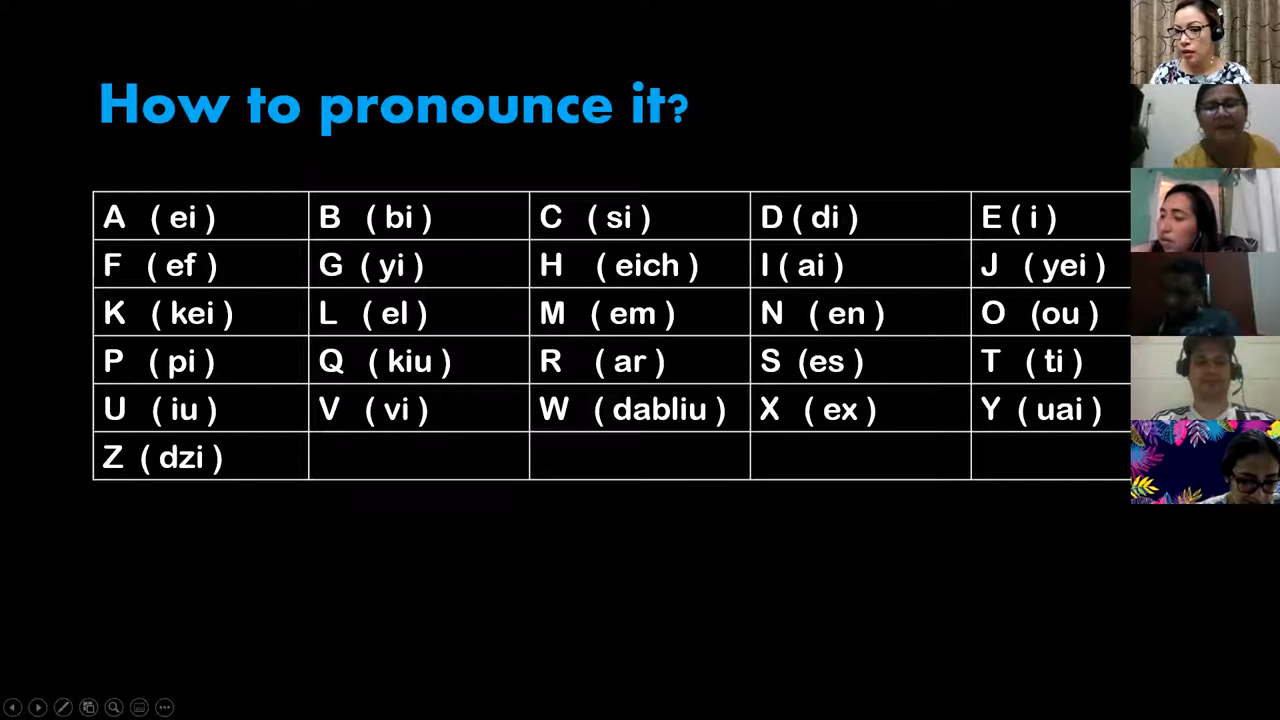 How to pronounce it?
A ( ei ) B ( bi ) C ( si ) D ( di ) E ( i )
F ( ef ) G ( yi ) H ( eich ) I ( ai ) J ( yei )
K ( kei ) L ( el ) M ( em ) N ( en ) O (ou )
P ( pi ) Q ( kiu ) R ( ar ) S (es ) T ( ti )
U ( iu ) V ( vi ) W ( dabliu ) X ( ex ) Y ( uai )
Z ( dzi )